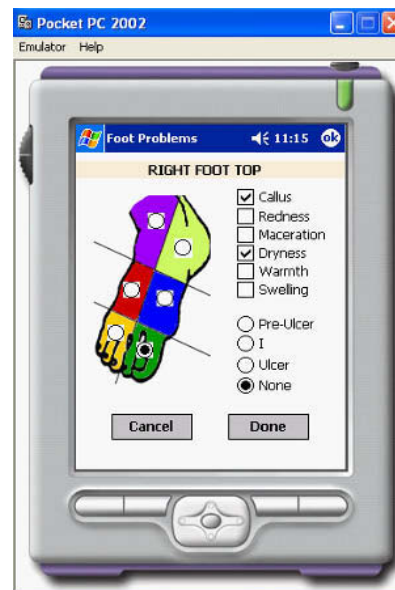 Pocket PC 2002
Emulator Help
Foot Problems 11:15 ok
RIGHT FOOT TOP
Callus
Redness
Maceration
Dryness
Warmth
Swelling
Pre-Ulcer
I
Ulcer
None
Cancel Done